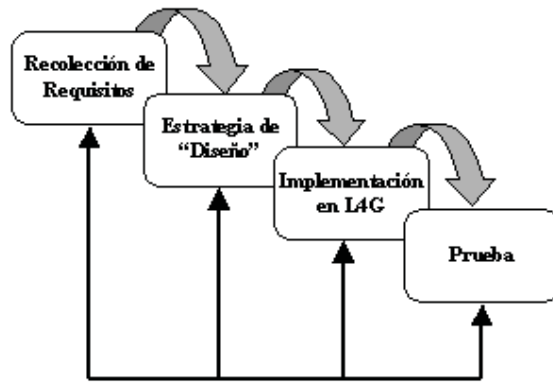 Recolección de
Requisitos
Estrategia de
“Diseño”
Implementación
en L4G
Prueba